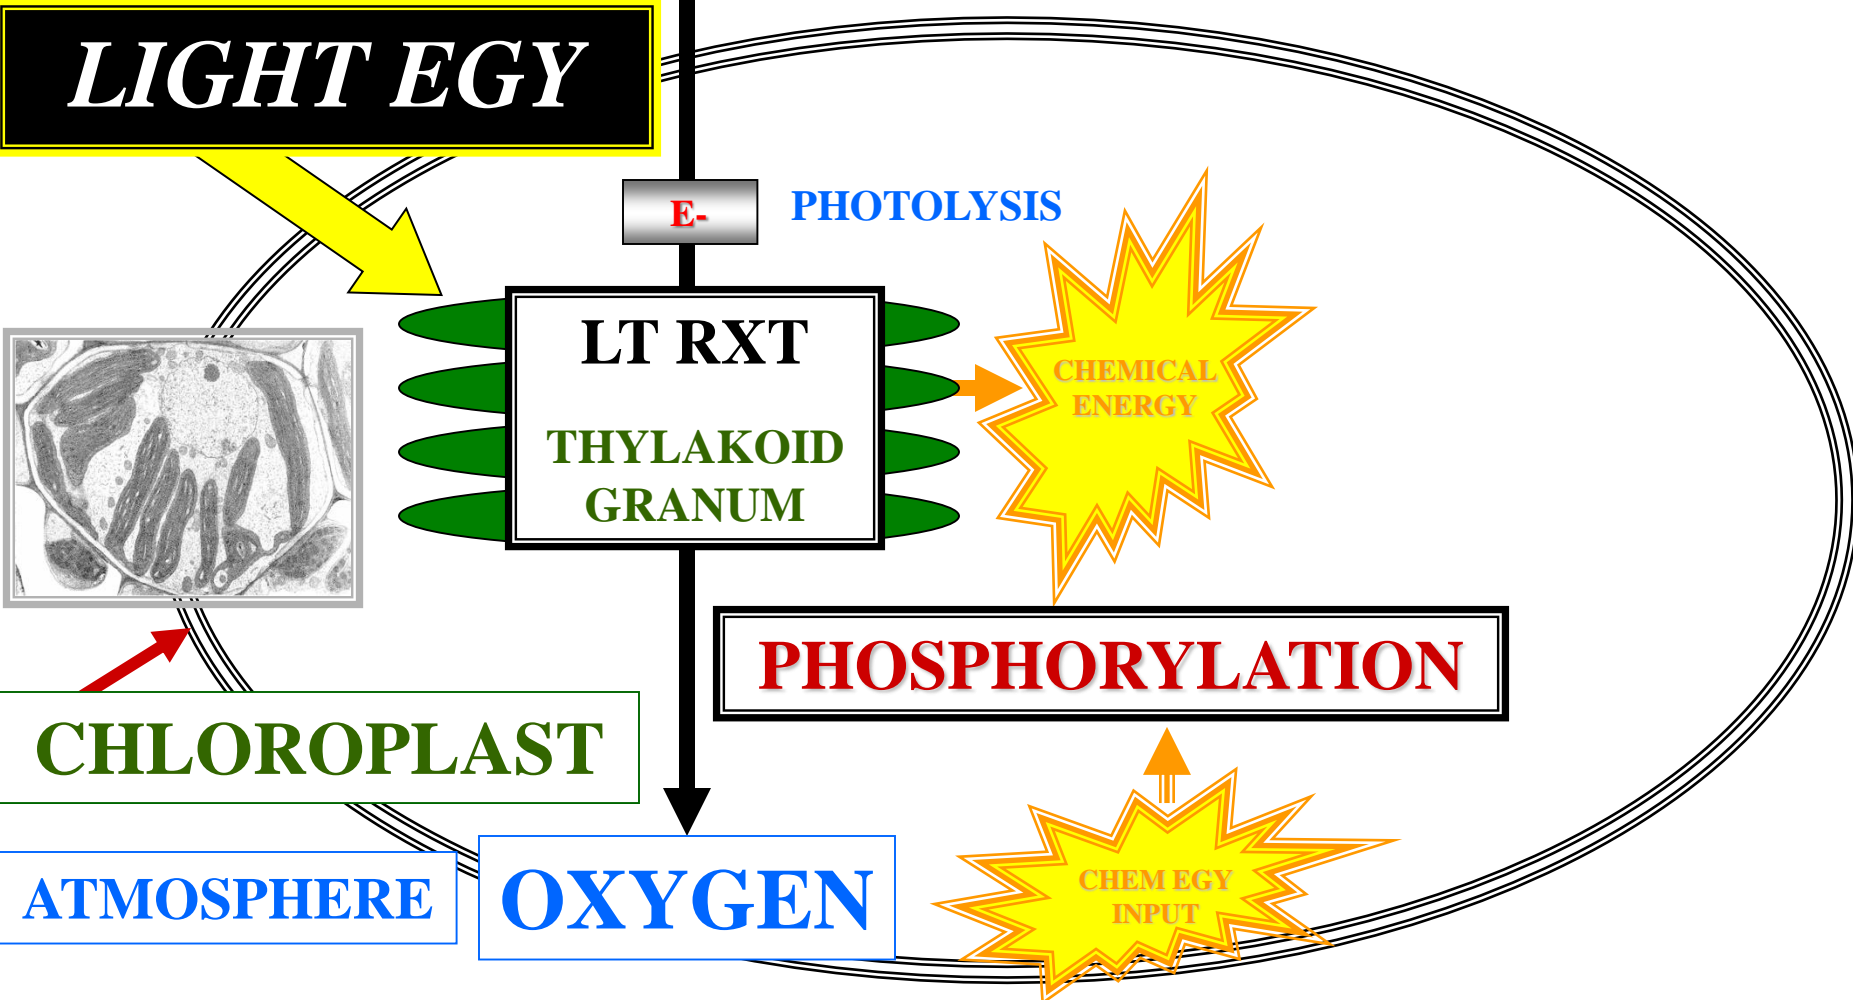 LIGHT EGY
E-
PHOTOLYSIS
LT RXT
THYLAKOID
GRANUM
CHEMICAL
ENERGY
PHOSPHORYLATION
CHLOROPLAST
ATMOSPHERE
OXYGEN
CHEM EGY
INPUT